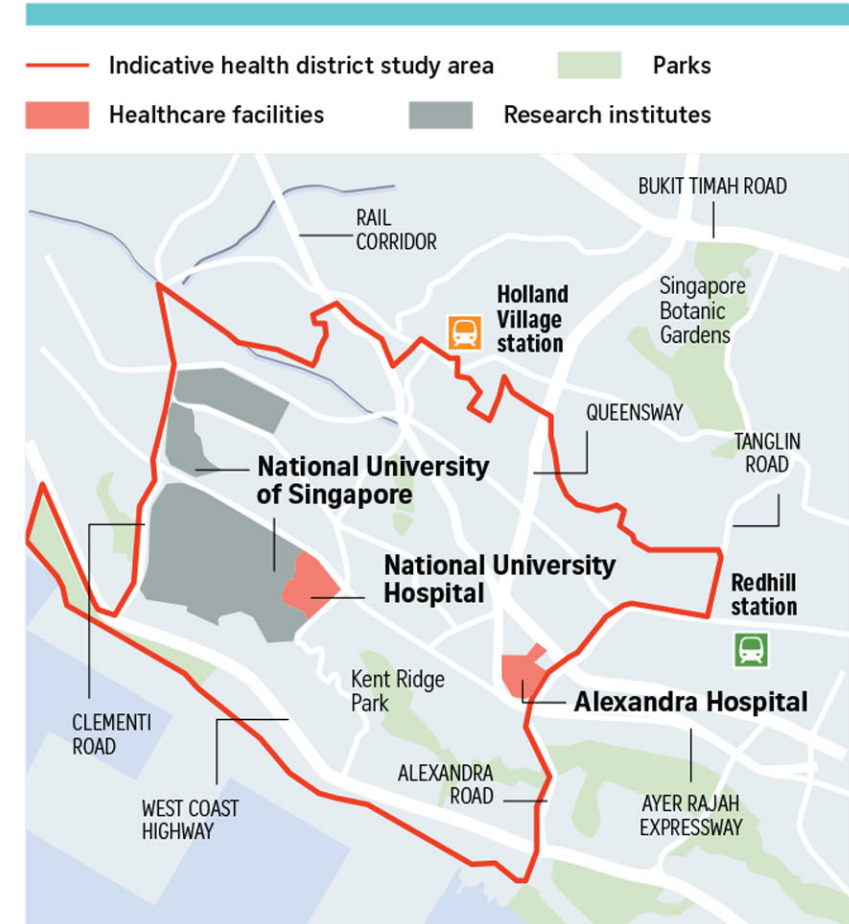 Indicative health district study area
Parks
Healthcare facilities
Research institutes
BUKIT TIMAH ROAD
RAIL
CORRIDOR
Singapore
Botanic
Gardens
Holland
Village
station
QUEENSWAY
TANGLIN
ROAD
National University
of Singapore
National University
Hospital
Redhill
station
Kent Ridge
Park
Alexandra Hospital
CLEMENTI
ROAD
ALEXANDRA
ROAD
WEST COAST
HIGHWAY
AYER RAJAH
EXPRESSWAY